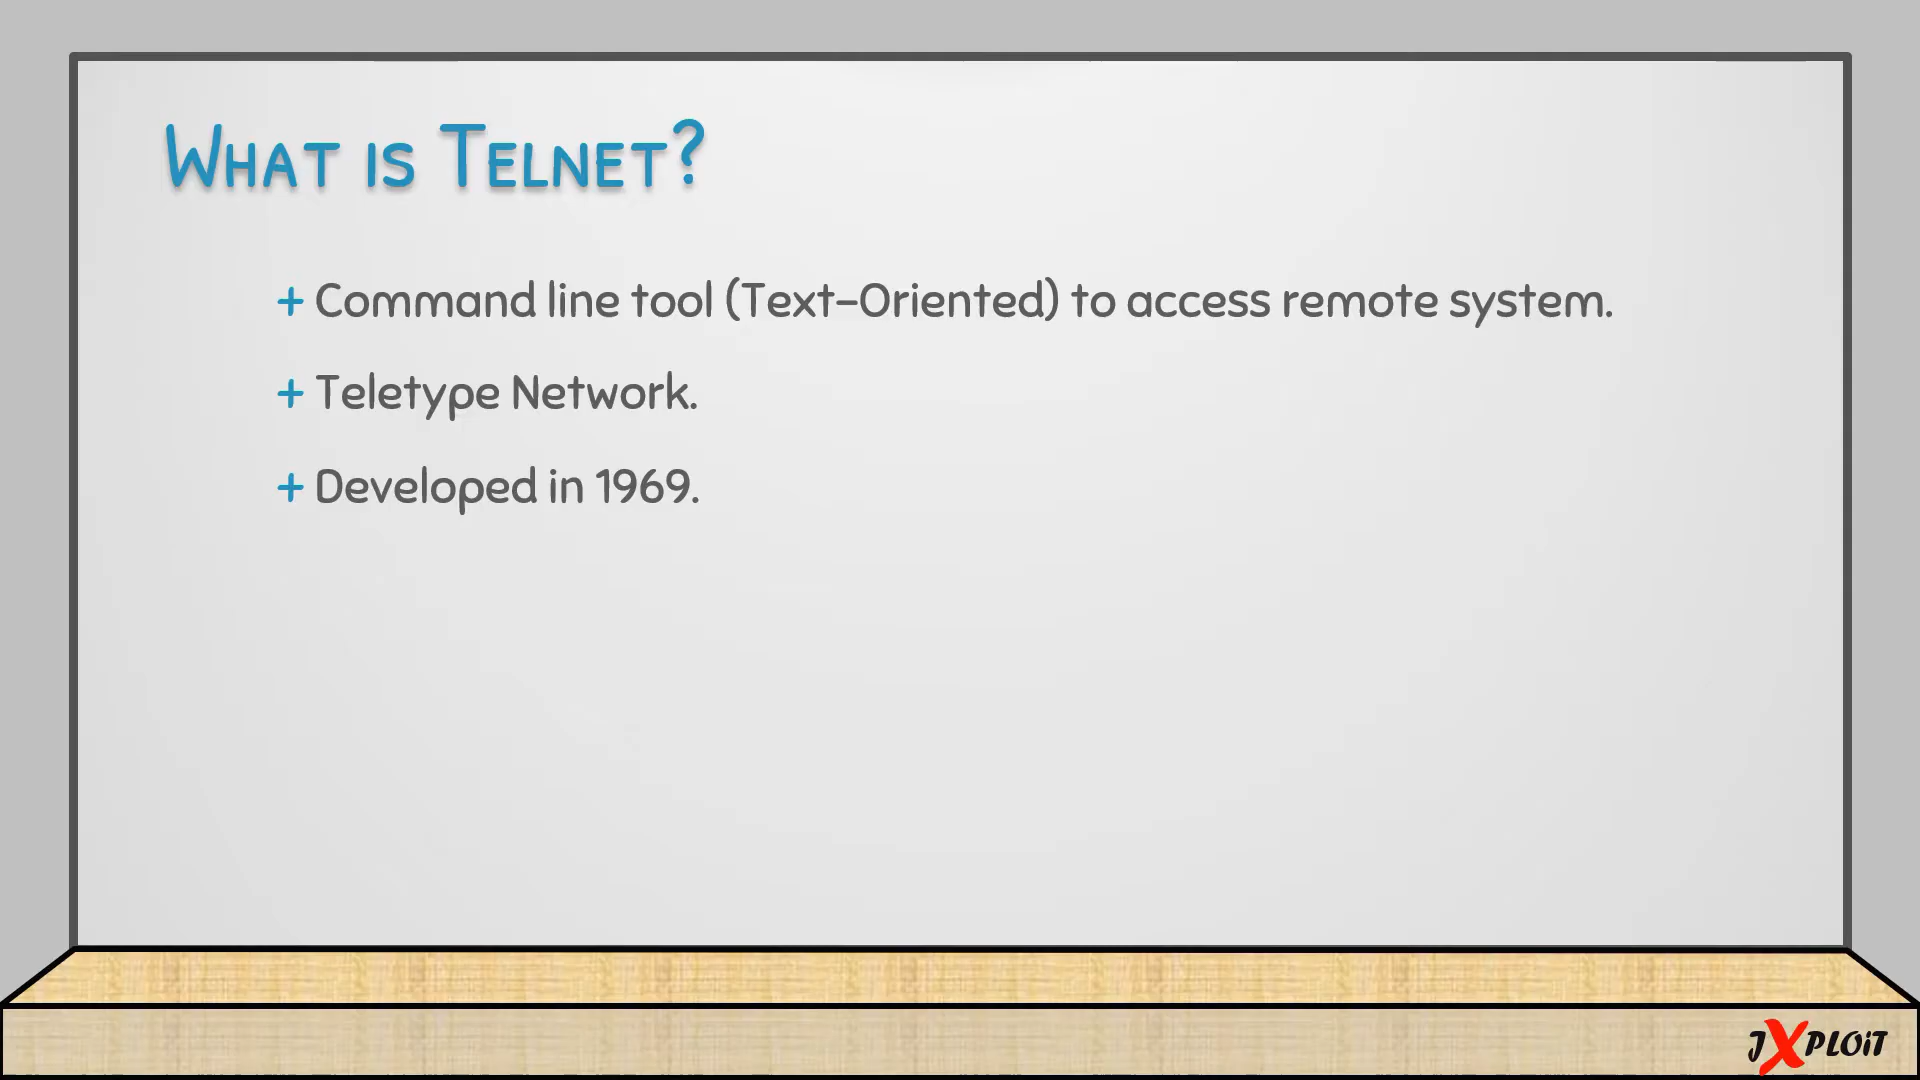 What is Telnet?
+ Command line tool (Text-Oriented) to access remote system.
+ Teletype Network.
+ Developed in 1969.
JXPLOiT